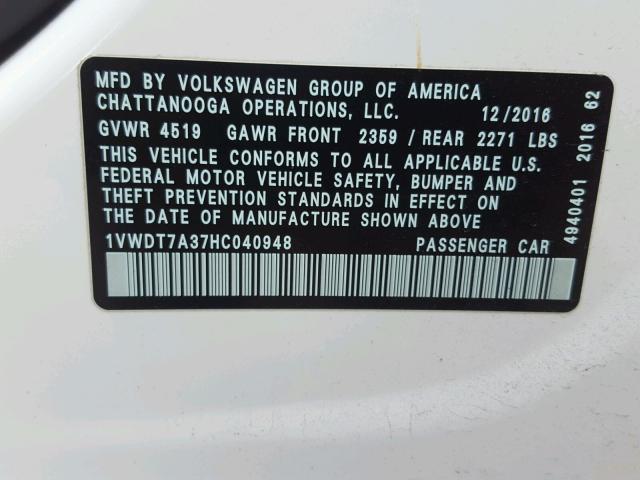 MFD BY VOLKSWAGEN GROUP OF AMERICA
CHATTANOOGA OPERATIONS, LLC. 12/2016
GVWR 4519 GAWR FRONT 2359 / REAR 2271 LBS
THIS VEHICLE CONFORMS TO ALL APPLICABLE U.S.
FEDERAL MOTOR VEHICLE SAFETY, BUMPER AND
THEFT PREVENTION STANDARDS IN EFFECT ON
THE DATE OF MANUFACTURE SHOWN ABOVE
1VWDT7A37HC040948 PASSENGER CAR
4940401 2016 62